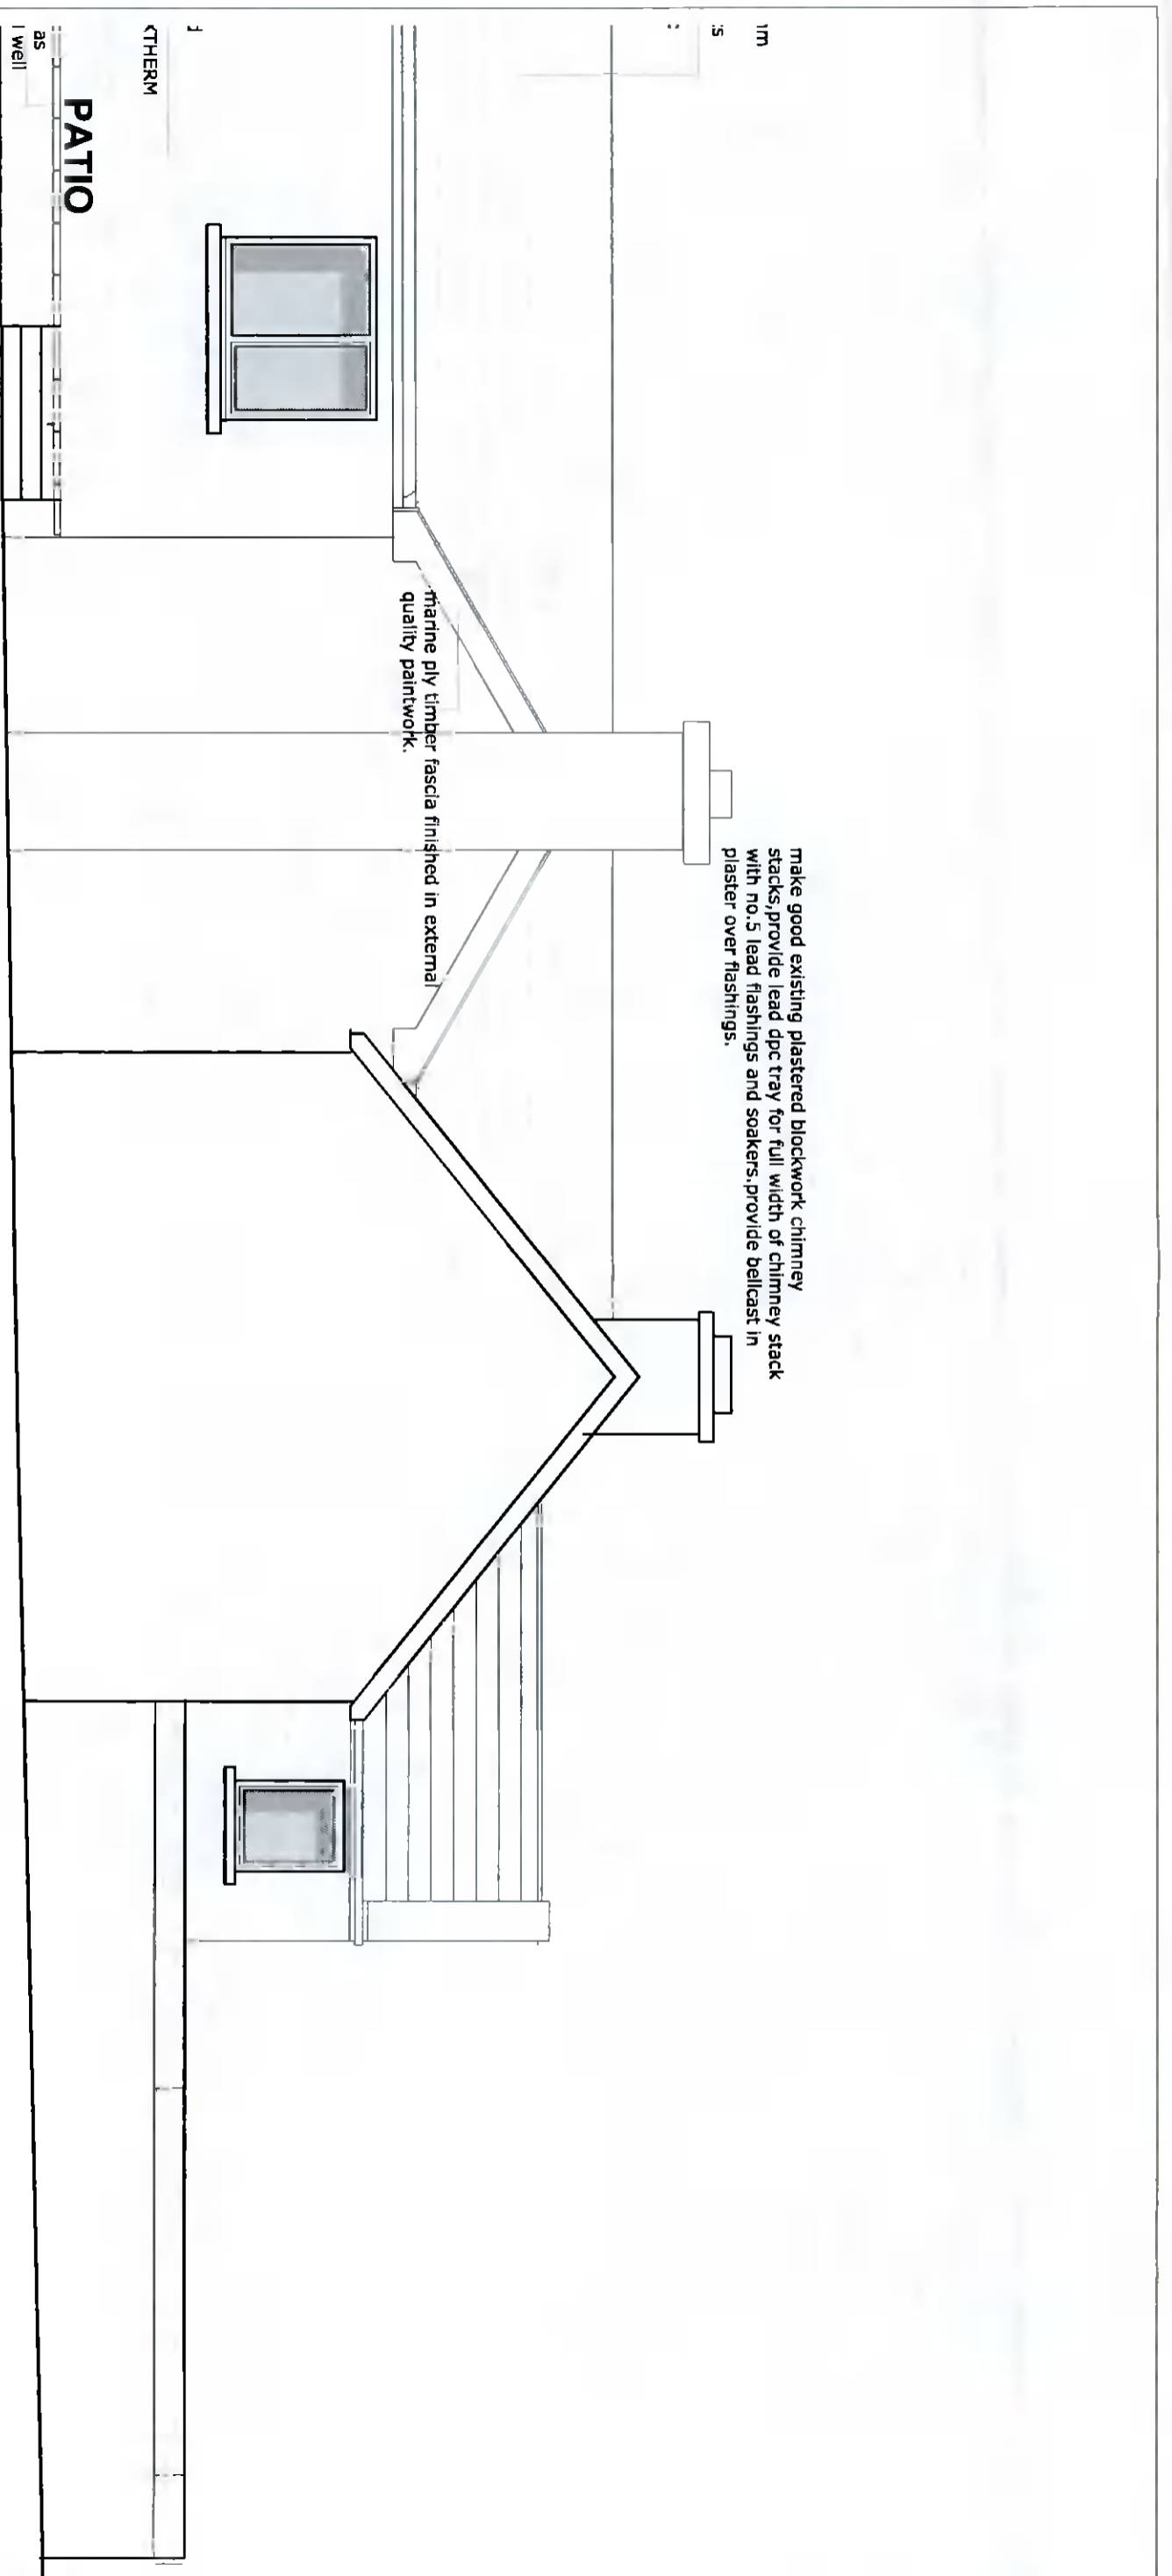 make good existing plastered blockwork chimney
stacks,provide lead dpc tray for full width of chimney stack
with no.5 lead flashings and soakers.provide bellcast in
plaster over flashings.
marine ply timber fascia finished in external
quality paintwork.
THERM
PATIO
as
well